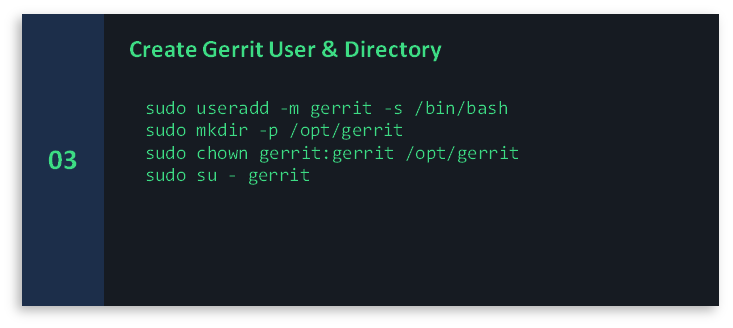 Create Gerrit User & Directory
03
sudo useradd -m gerrit -s /bin/bash
sudo mkdir -p /opt/gerrit
sudo chown gerrit:gerrit /opt/gerrit
sudo su - gerrit